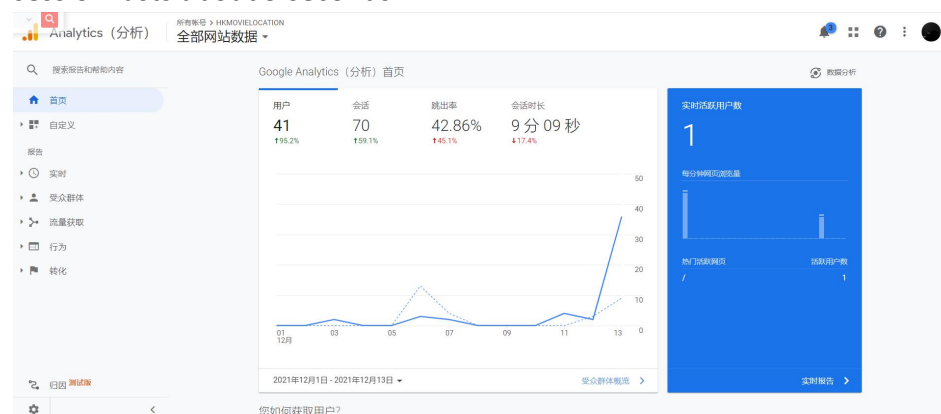 Analytics（分析）
所有帐号 > HKMOVIELOCATION
全部网站数据
3
搜索报告和帮助内容
首页
自定义
报告
实时
受众群体
流量获取
行为
转化
归因 测试版
Google Analytics（分析）首页
数据分析
用户 会话 跳出率 会话时长
41 70 42.86% 9 分 09 秒
↑95.2% ↑59.1% ↑45.1% ↓17.4%
50
40
30
20
10
0
01 03 05 07 09 11 13
12月
2021年12月1日 - 2021年12月13日
受众群体概览
实时活跃用户数
1
每分钟网页浏览量
热门活跃网页 活跃用户数
/ 1
实时报告
您如何获取用户?